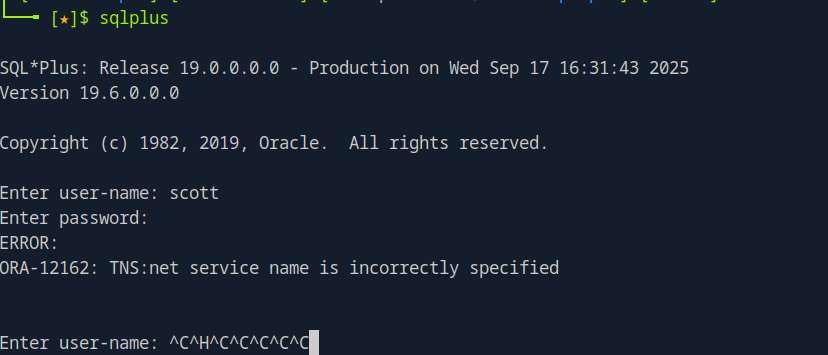 [★]$ sqlplus
SQL*Plus: Release 19.0.0.0.0 - Production on Wed Sep 17 16:31:43 2025
Version 19.6.0.0.0
Copyright (c) 1982, 2019, Oracle.  All rights reserved.
Enter user-name: scott
Enter password:
ERROR:
ORA-12162: TNS:net service name is incorrectly specified
Enter user-name: ^C^H^C^C^C^C^C